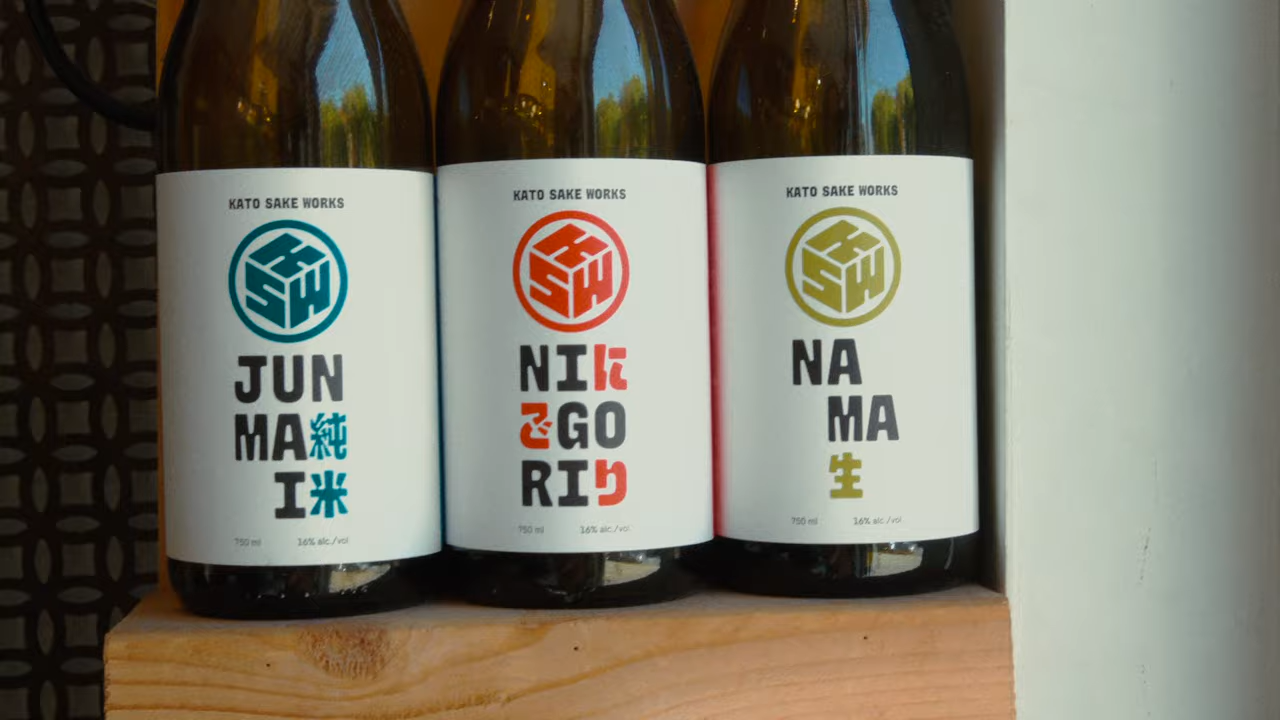 KATO SAKE WORKS
KSW
JUN
MA純
I米
750 ml 16% alc./vol
KATO SAKE WORKS
KSW
NIに
ごGO
RIり
750 ml 16% alc./vol
KATO SAKE WORKS
KSW
NA
MA
生
750 ml 16% alc./vol